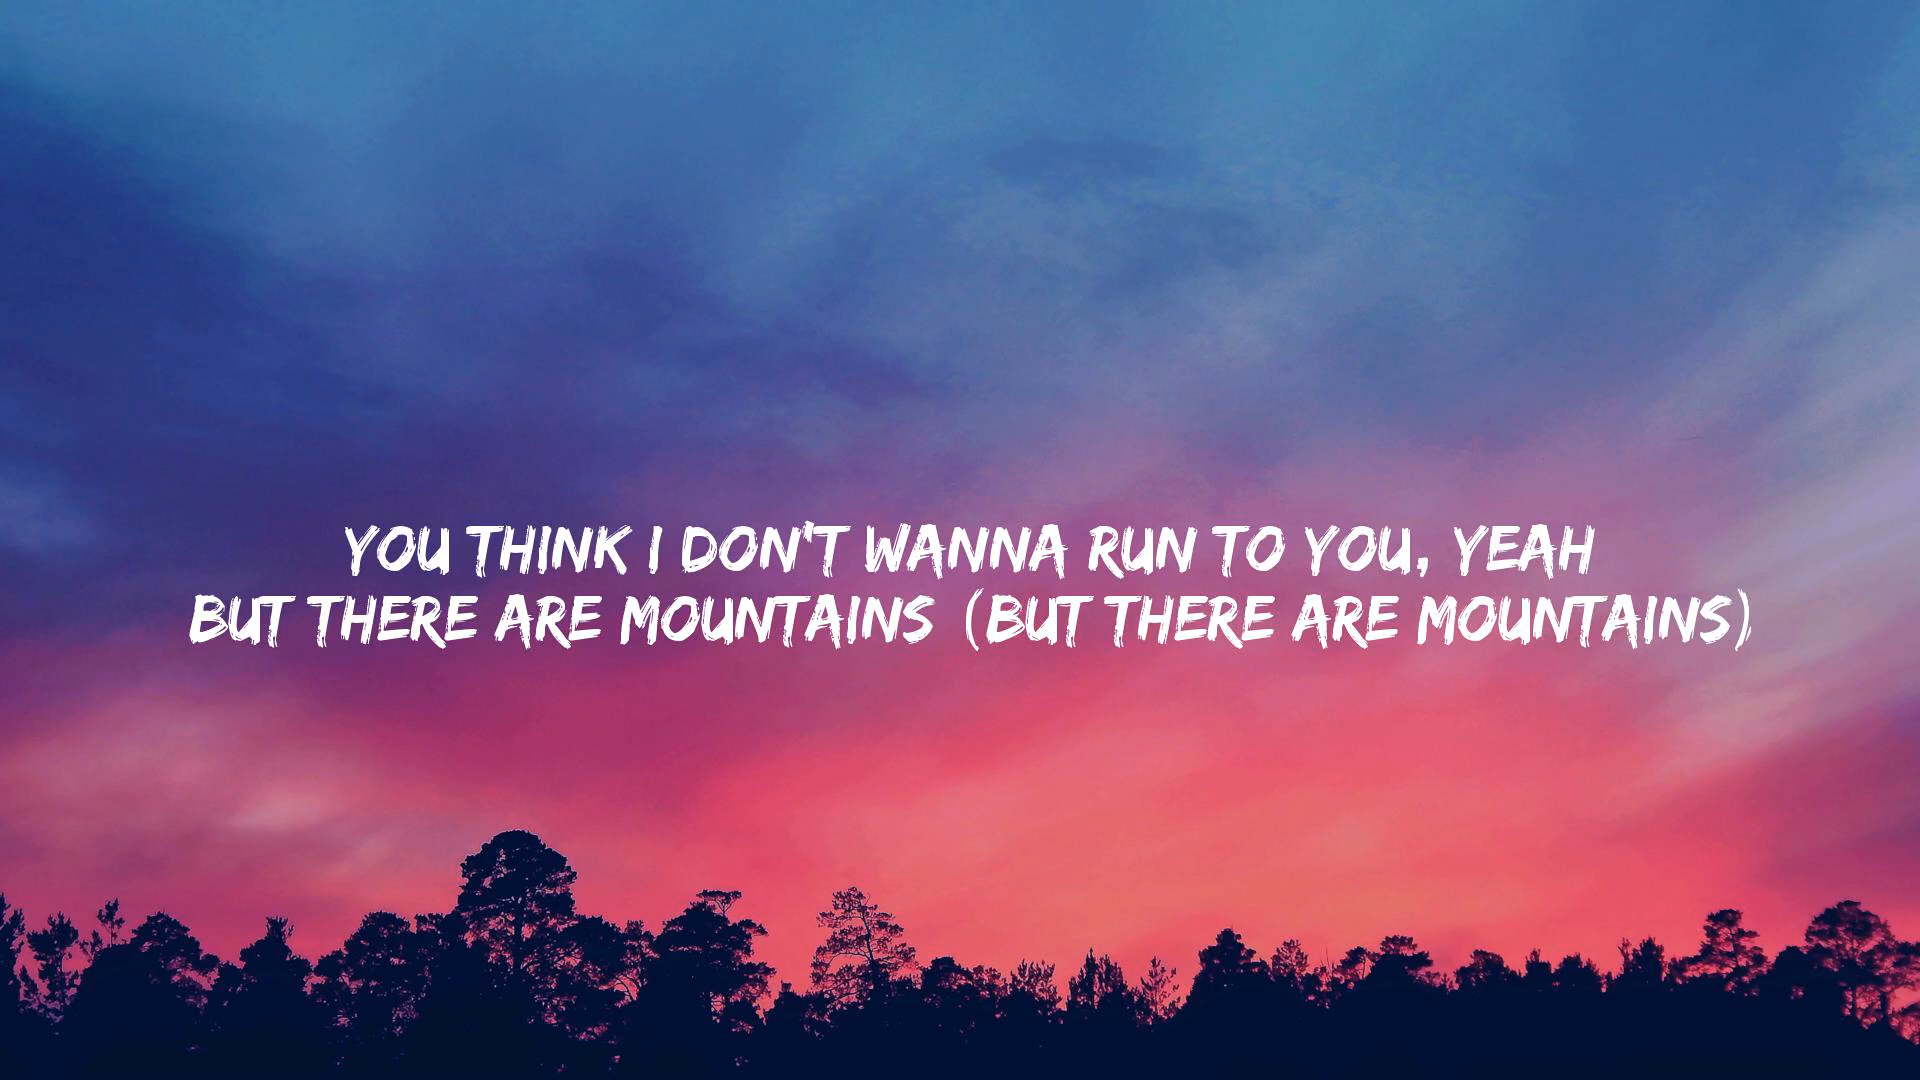 YOU THINK I DON'T WANNA RUN TO YOU, YEAH
BUT THERE ARE MOUNTAINS (BUT THERE ARE MOUNTAINS)